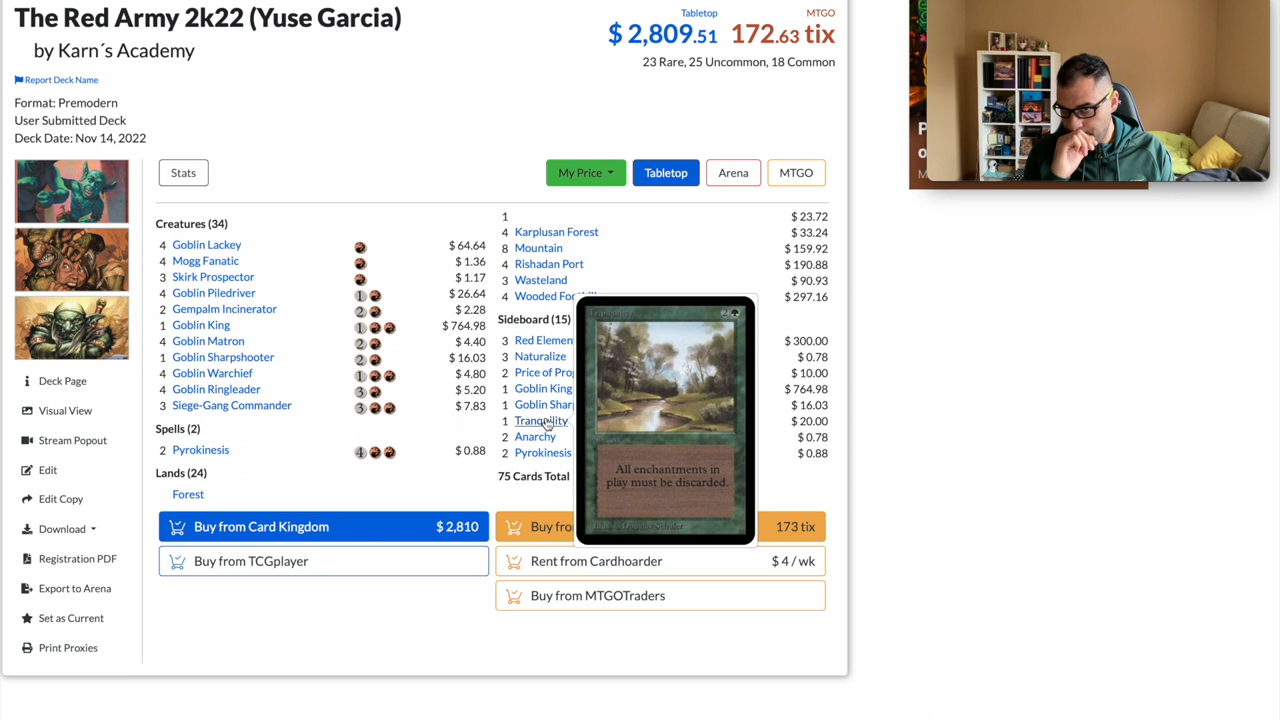 The Red Army 2k22 (Yuse Garcia)
by Karn´s Academy
Report Deck Name
Format: Premodern
User Submitted Deck
Deck Date: Nov 14, 2022
Tabletop
$ 2,809.51
MTGO
172.63 tix
23 Rare, 25 Uncommon, 18 Common
Stats
My Price
Tabletop
Arena
MTGO
Deck Page
Visual View
Stream Popout
Edit
Edit Copy
Download
Registration PDF
Export to Arena
Set as Current
Print Proxies
Creatures (34)
4 Goblin Lackey $ 64.64
4 Mogg Fanatic $ 1.36
3 Skirk Prospector $ 1.17
4 Goblin Piledriver 1 $ 26.64
2 Gempalm Incinerator 2 $ 2.28
1 Goblin King 1 $ 764.98
4 Goblin Matron 2 $ 4.40
1 Goblin Sharpshooter 2 $ 16.03
4 Goblin Warchief 1 $ 4.80
4 Goblin Ringleader 3 $ 5.20
3 Siege-Gang Commander 3 $ 7.83
Spells (2)
2 Pyrokinesis 4 $ 0.88
Lands (24)
Forest
1 $ 23.72
4 Karplusan Forest $ 33.24
8 Mountain $ 159.92
4 Rishadan Port $ 190.88
3 Wasteland $ 90.93
4 Wooded $ 297.16
Sideboard (15)
3 Red Elemen $ 300.00
3 Naturalize $ 0.78
2 Price of Pro $ 10.00
1 Goblin King $ 764.98
1 Goblin Shar $ 16.03
1 Tranquility $ 20.00
2 Anarchy $ 0.78
2 Pyrokinesis $ 0.88
75 Cards Total
Tranquility 2
All enchantments in
play must be discarded.
Buy from Card Kingdom $ 2,810
Buy fro 173 tix
Buy from TCGplayer
Rent from Cardhoarder $ 4 / wk
Buy from MTGOTraders